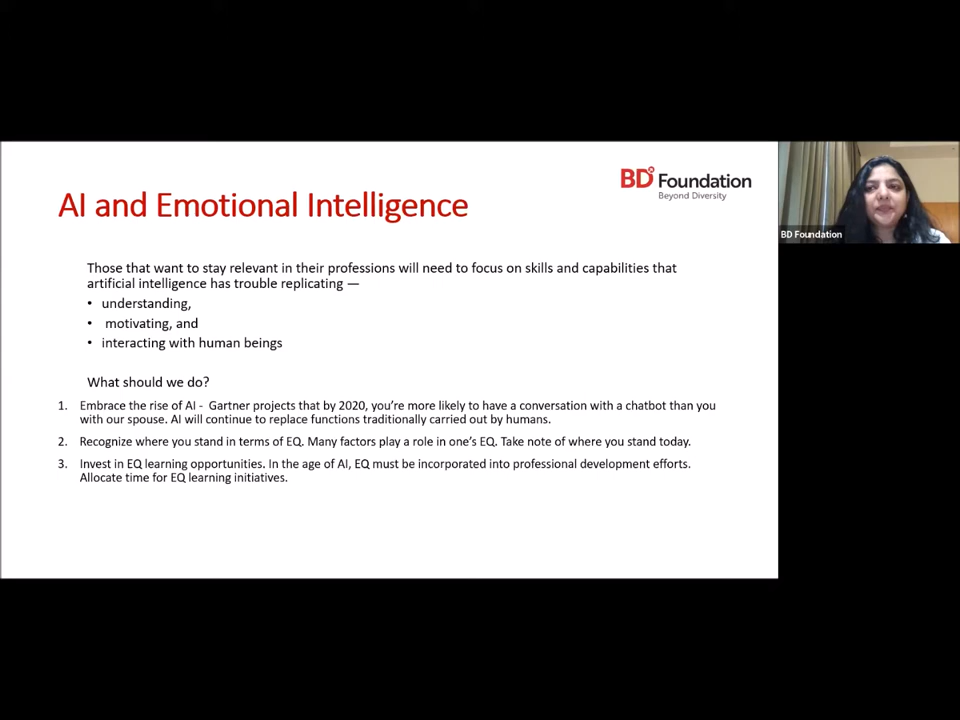 AI and Emotional Intelligence
BD Foundation
Beyond Diversity
Those that want to stay relevant in their professions will need to focus on skills and capabilities that
artificial intelligence has trouble replicating —
• understanding,
• motivating, and
• interacting with human beings
What should we do?
1. Embrace the rise of AI - Gartner projects that by 2020, you're more likely to have a conversation with a chatbot than you
with our spouse. AI will continue to replace functions traditionally carried out by humans.
2. Recognize where you stand in terms of EQ. Many factors play a role in one's EQ. Take note of where you stand today.
3. Invest in EQ learning opportunities. In the age of AI, EQ must be incorporated into professional development efforts.
Allocate time for EQ learning initiatives.
BD Foundation